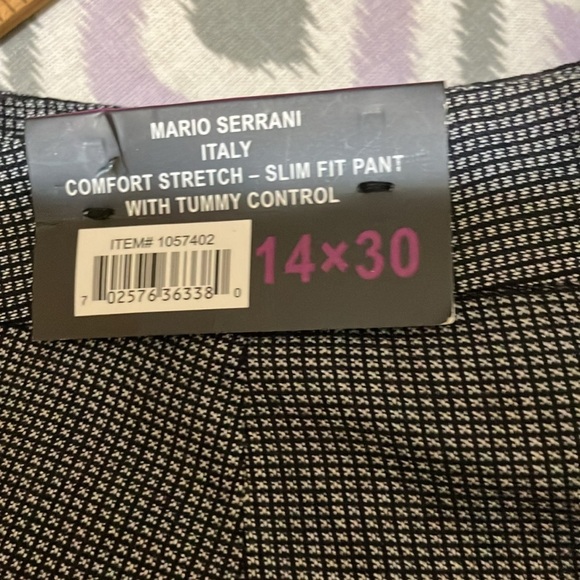 MARIO SERRANI
ITALY
COMFORT STRETCH – SLIM FIT PANT
WITH TUMMY CONTROL
ITEM# 1057402
14×30
7 02576 36338 0